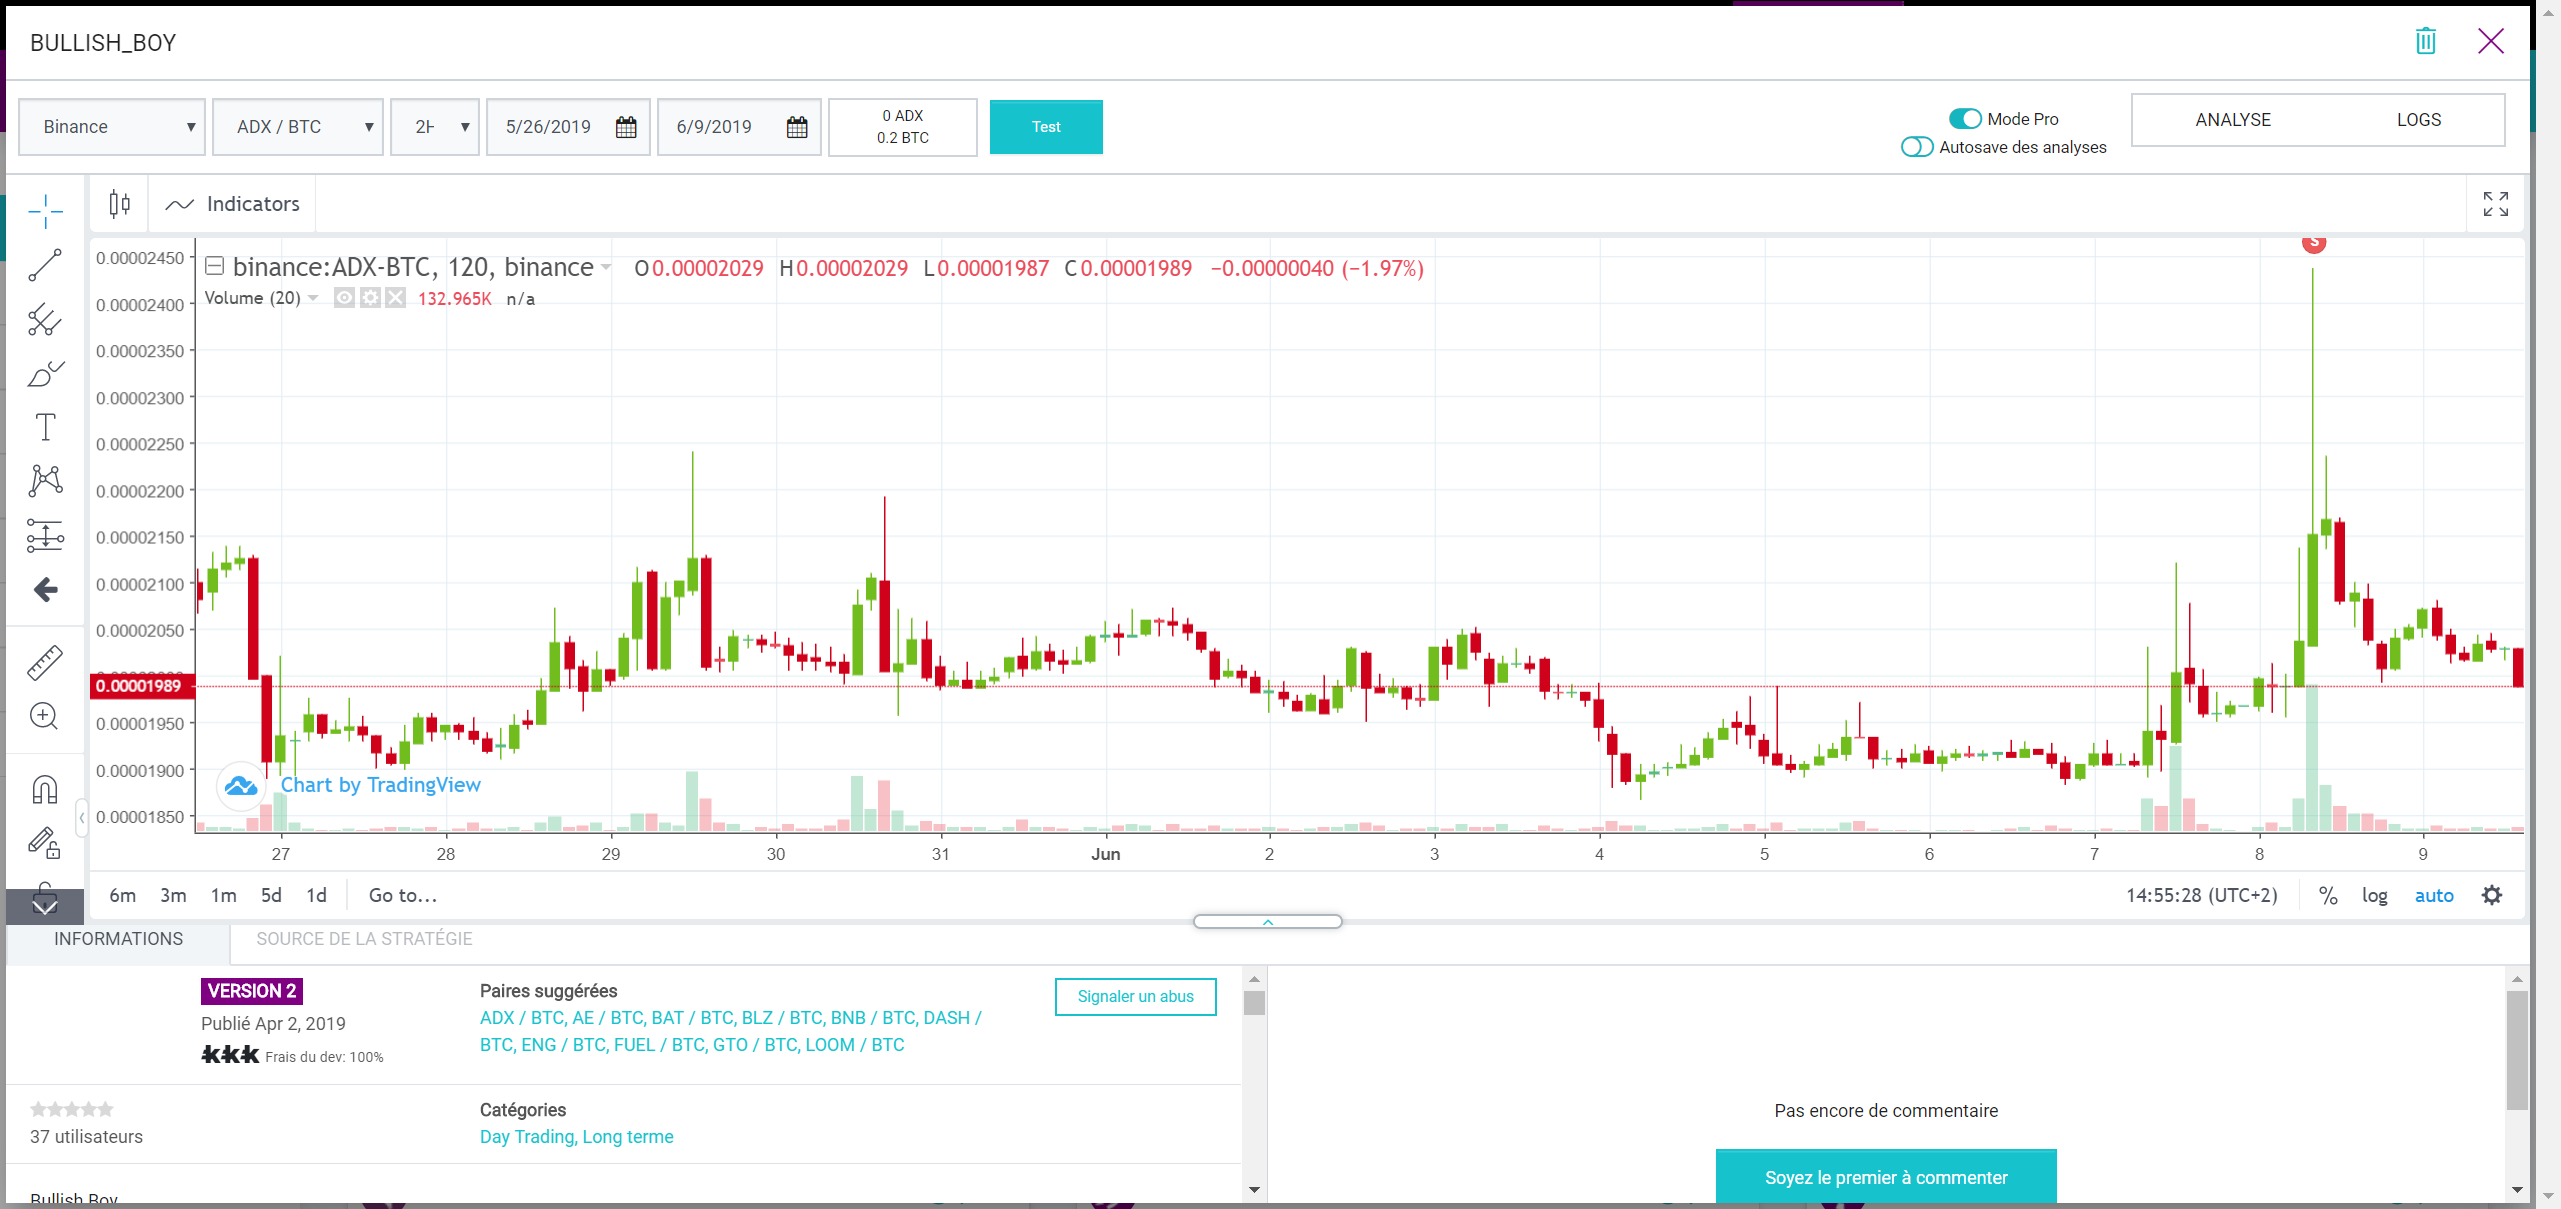 BULLISH_BOY
Binance
ADX / BTC
2H
5/26/2019
6/9/2019
0 ADX
0.2 BTC
Test
Mode Pro
Autosave des analyses
ANALYSE
LOGS
Indicators
binance:ADX-BTC, 120, binance
O0.00002029 H0.00002029 L0.00001987 C0.00001989 −0.00000040 (−1.97%)
Volume (20) 132.965K n/a
S
0.00002450
0.00002400
0.00002350
0.00002300
0.00002250
0.00002200
0.00002150
0.00002100
0.00002050
0.00001989
0.00001950
0.00001900
0.00001850
Chart by TradingView
27 28 29 30 31 Jun 2 3 4 5 6 7 8 9
6m 3m 1m 5d 1d Go to...
14:55:28 (UTC+2) % log auto
INFORMATIONS
SOURCE DE LA STRATÉGIE
VERSION 2
Publié Apr 2, 2019
Frais du dev: 100%
Paires suggérées
ADX / BTC, AE / BTC, BAT / BTC, BLZ / BTC, BNB / BTC, DASH /
BTC, ENG / BTC, FUEL / BTC, GTO / BTC, LOOM / BTC
Signaler un abus
37 utilisateurs
Catégories
Day Trading, Long terme
Bullish Boy
Pas encore de commentaire
Soyez le premier à commenter